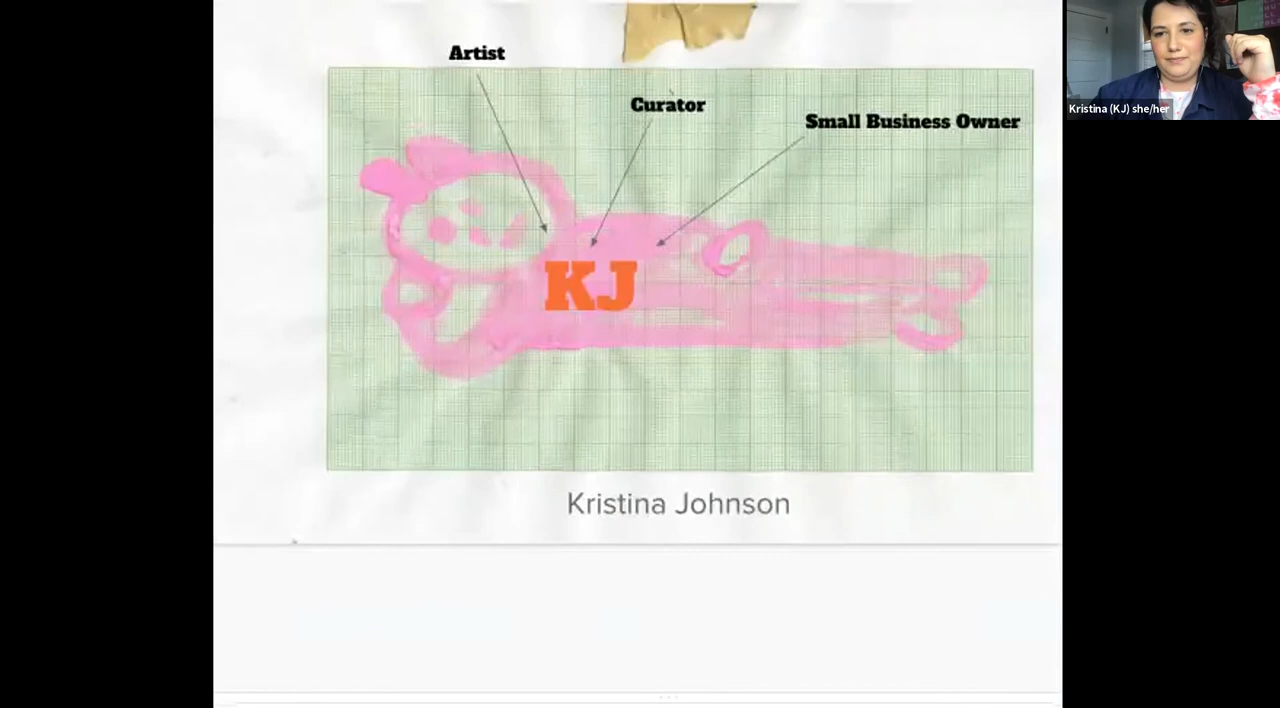 Artist
Curator
Small Business Owner
KJ
Kristina Johnson
Kristina (KJ) she/her